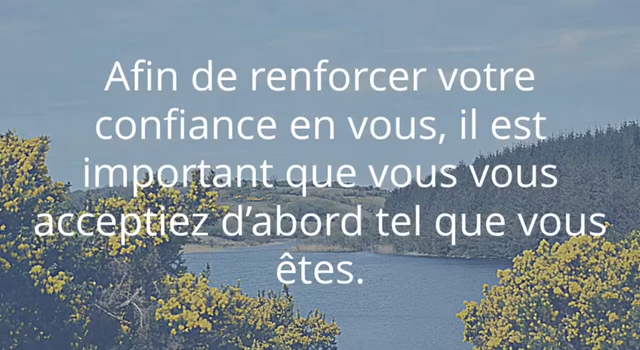 Afin de renforcer votre
confiance en vous, il est
important que vous vous
acceptiez d’abord tel que vous
êtes.